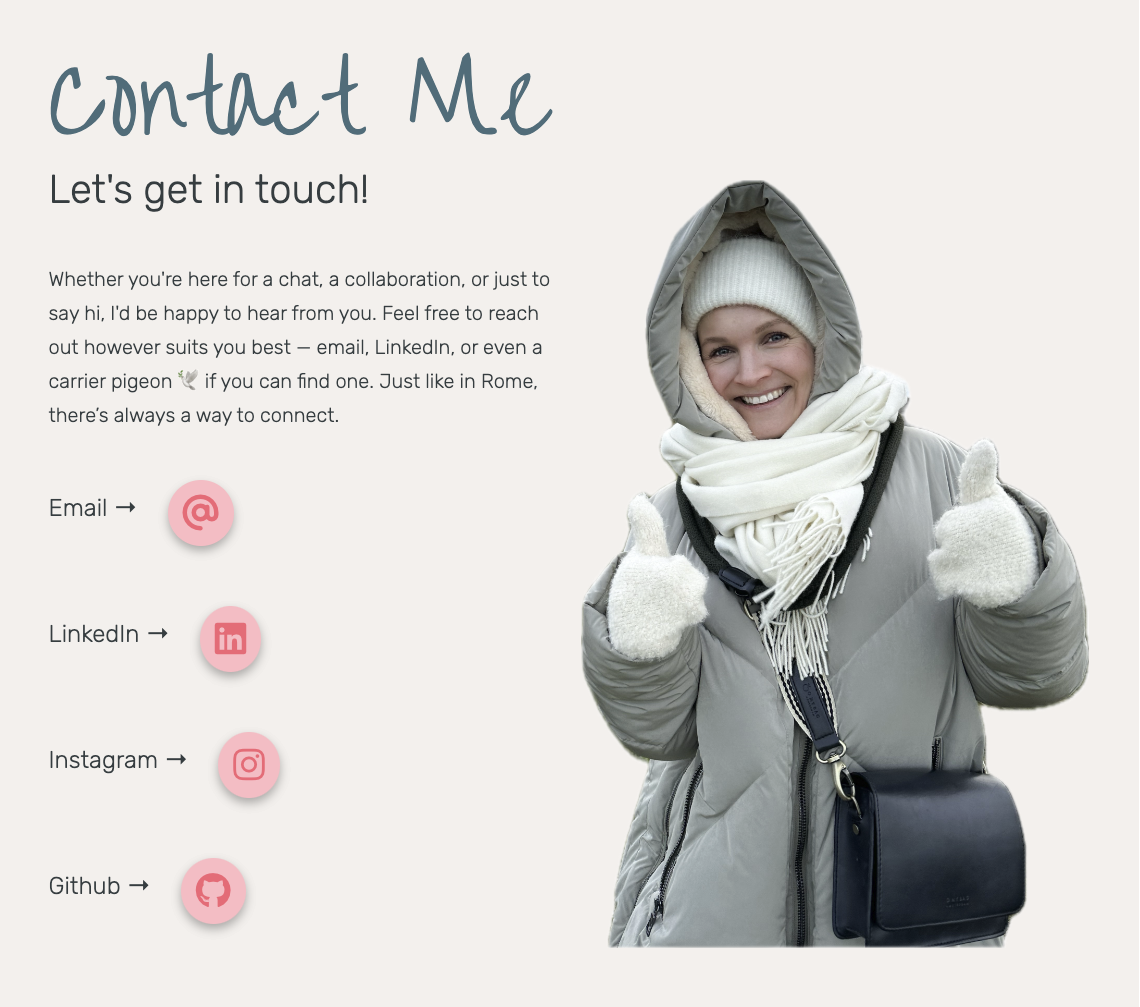 Contact Me
Let's get in touch!
Whether you're here for a chat, a collaboration, or just to
say hi, I'd be happy to hear from you. Feel free to reach
out however suits you best – email, LinkedIn, or even a
carrier pigeon 🕊️ if you can find one. Just like in Rome,
there's always a way to connect.
Email →
LinkedIn →
in
Instagram →
Github →